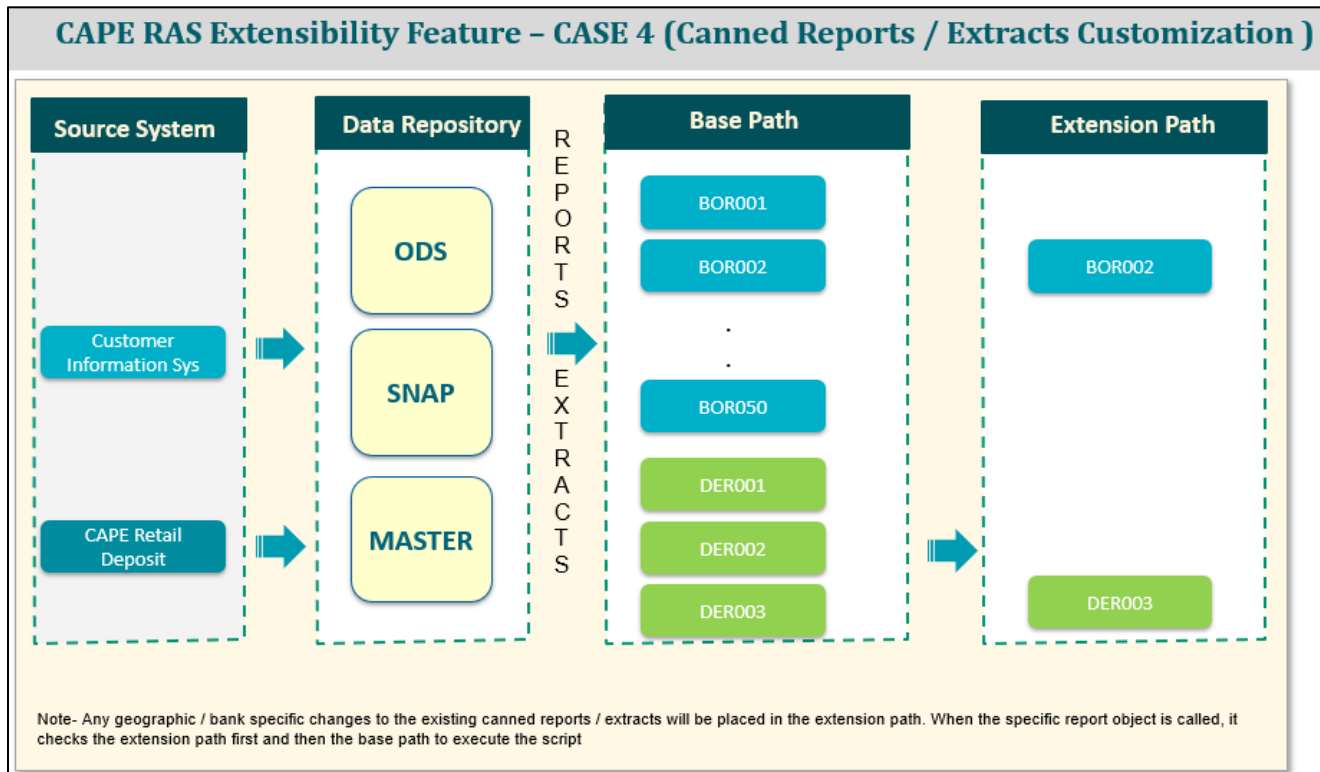 CAPE RAS Extensibility Feature – CASE 4 (Canned Reports / Extracts Customization )
Source System
Customer
Information Sys
CAPE Retail
Deposit
Data Repository
ODS
SNAP
MASTER
REPORTS
EXTRACTS
Base Path
BOR001
BOR002
.
.
BOR050
DER001
DER002
DER003
Extension Path
BOR002
DER003
Note- Any geographic / bank specific changes to the existing canned reports / extracts will be placed in the extension path. When the specific report object is called, it
checks the extension path first and then the base path to execute the script